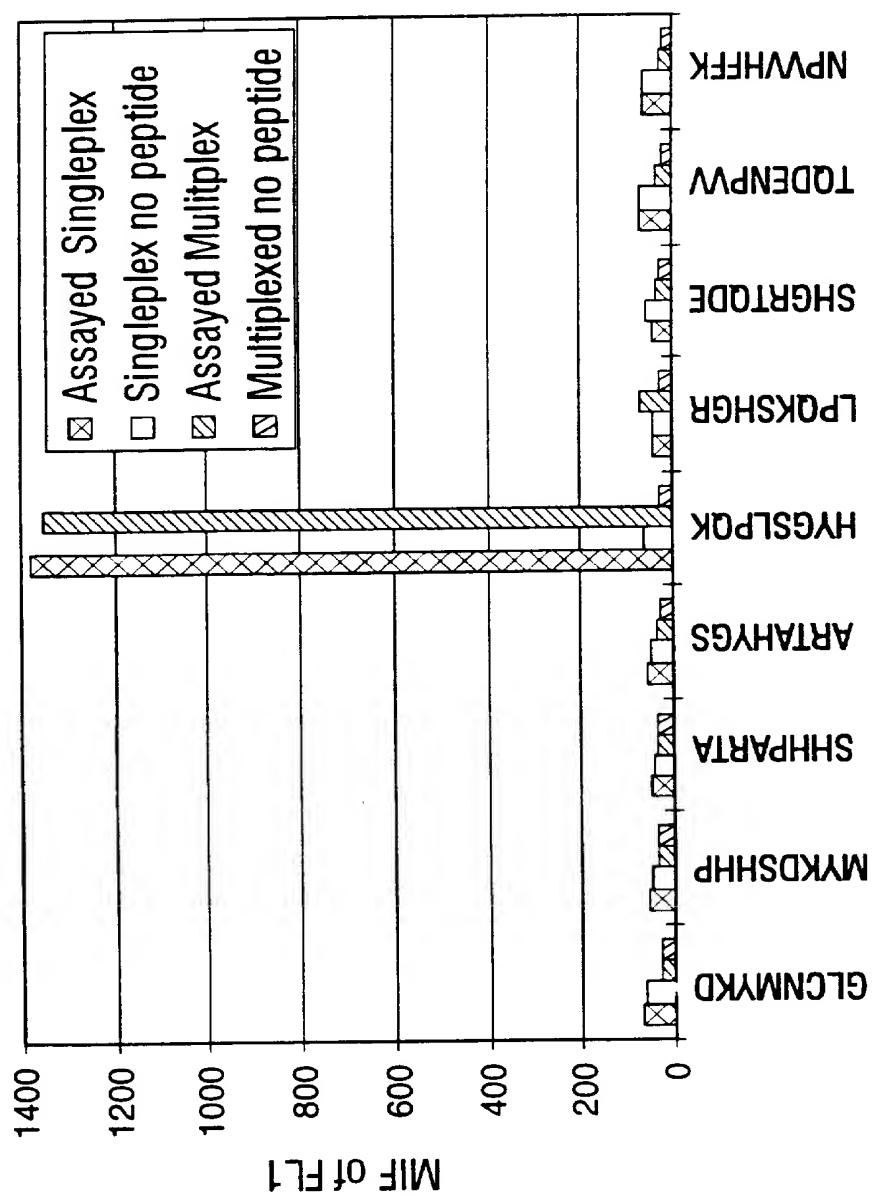 MIF of FL1
1400
1200
1000
800
600
400
200
0
Assayed Singleplex
Singleplex no peptide
Assayed Mulitplex
Multiplexed no peptide
GLCNMYKD
MYKDSHHP
SHHPARTA
ARTAHYGS
HYGSLPQK
LPQKSHGR
SHGRTQDE
TQDENPVV
NPVVHFFK